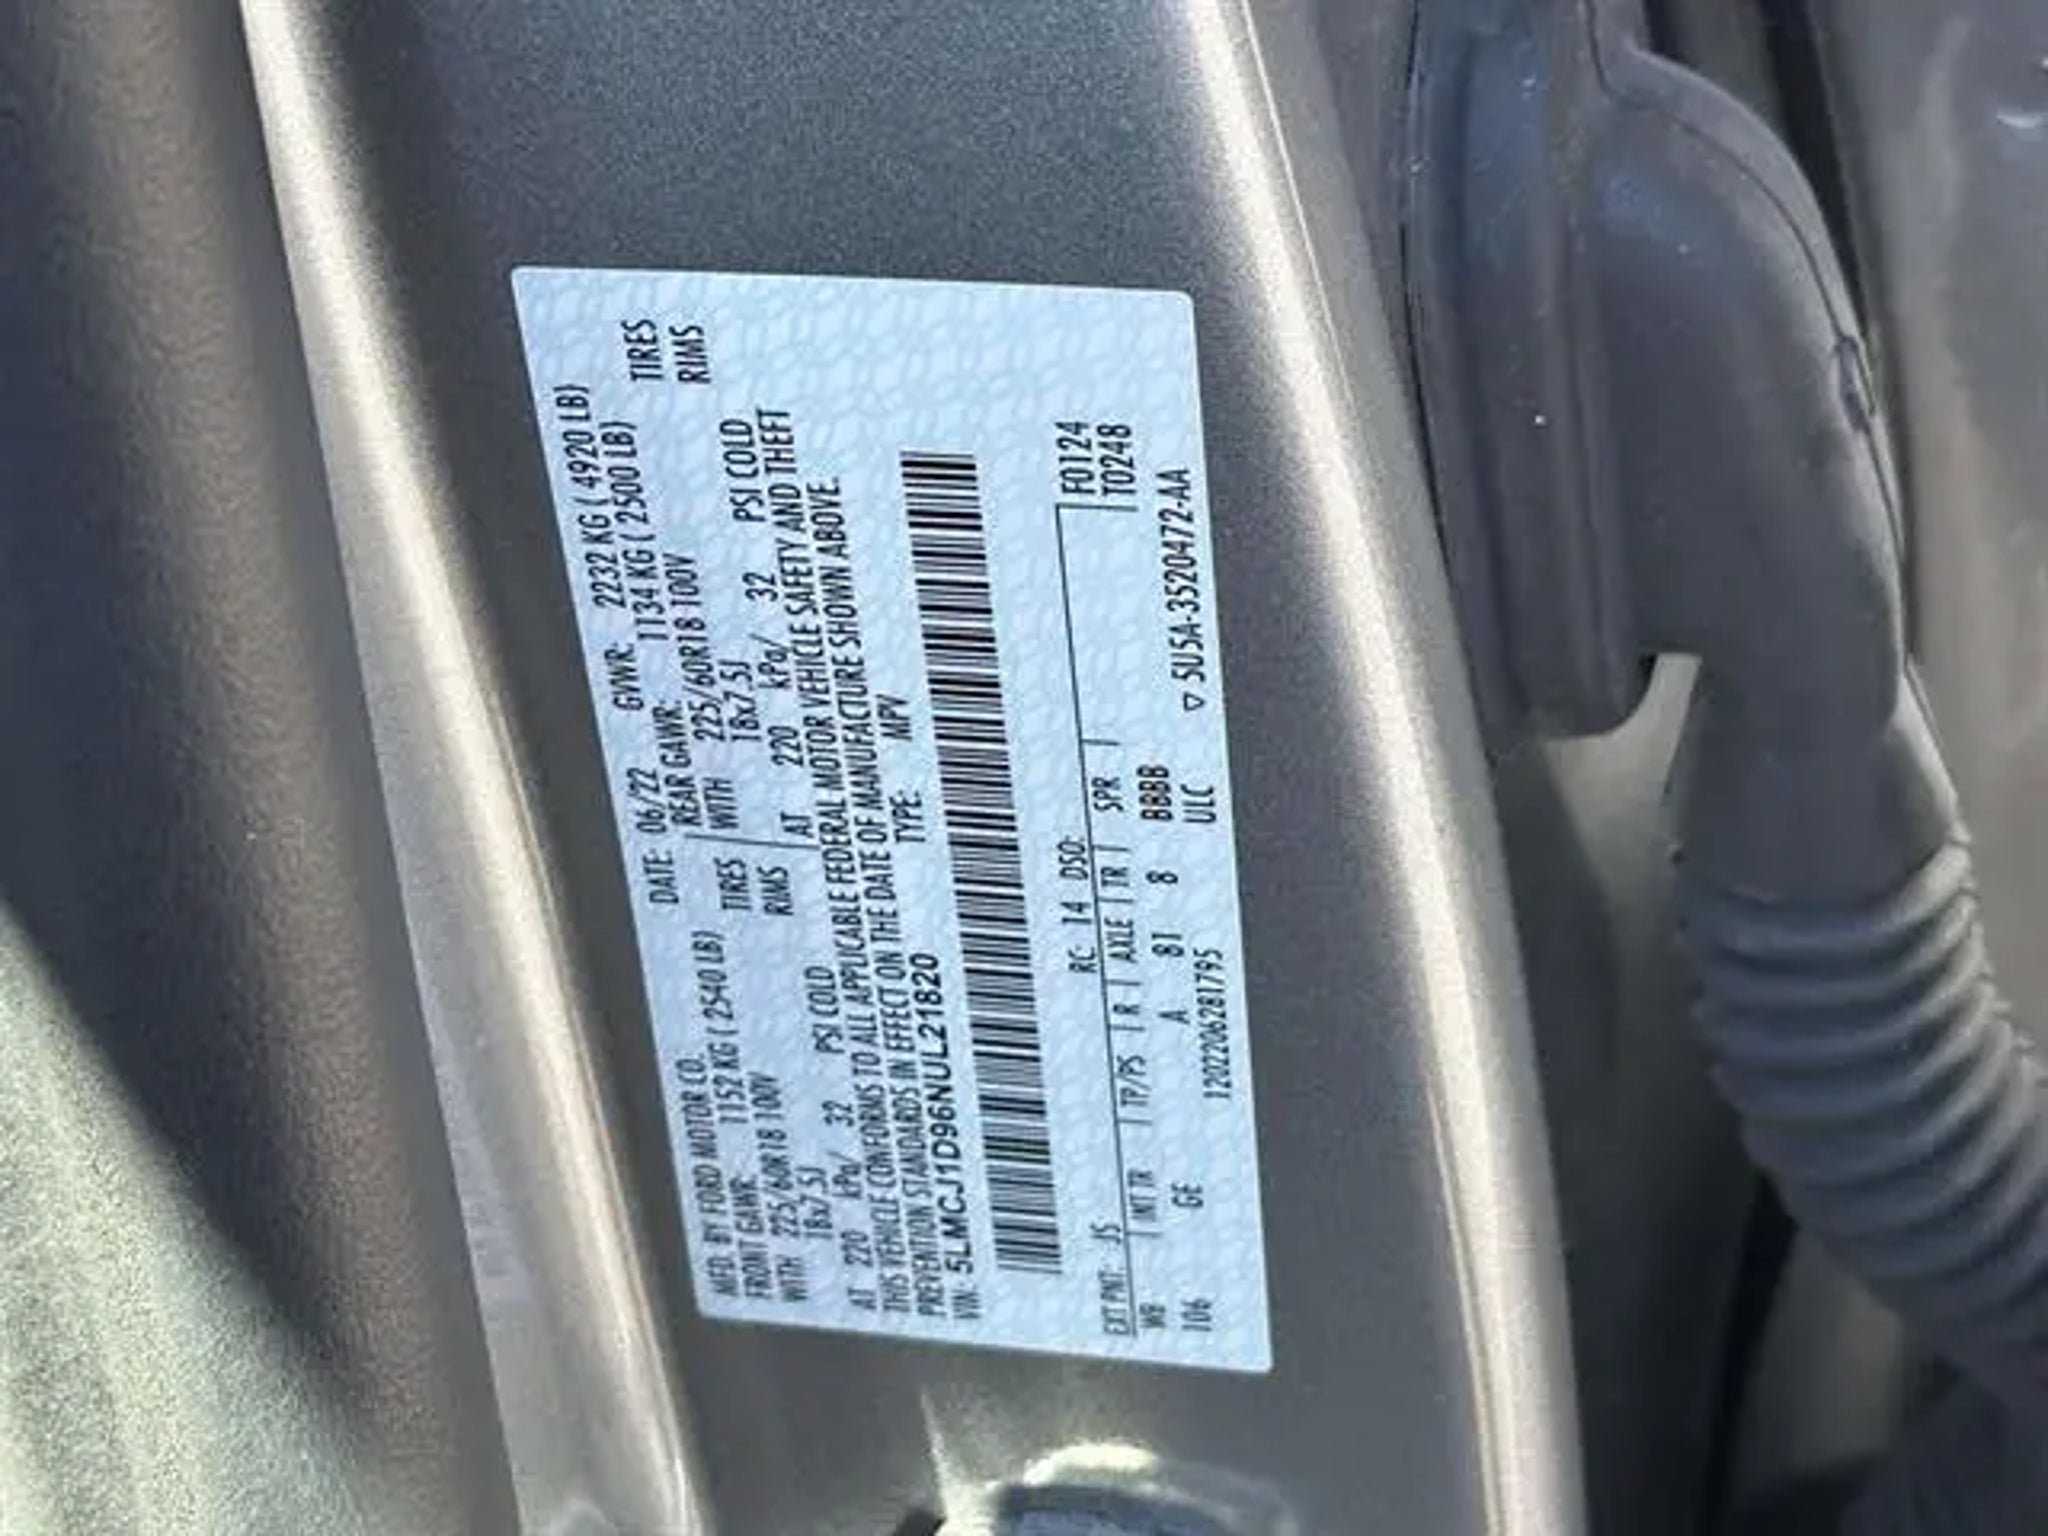 MFD. BY FORD MOTOR CO. DATE: 06/22 GVWR: 2232 KG ( 4920 LB)
FRONT GAWR: 1152 KG ( 2540 LB) REAR GAWR: 1134 KG ( 2500 LB)
WITH 225/60R18 100V TIRES WITH 225/60R18 100V TIRES
18x7.5J RIMS 18x7.5J RIMS
AT 220 kPa/ 32 PSI COLD AT 220 kPa/ 32 PSI COLD
THIS VEHICLE CONFORMS TO ALL APPLICABLE FEDERAL MOTOR VEHICLE SAFETY AND THEFT
PREVENTION STANDARDS IN EFFECT ON THE DATE OF MANUFACTURE SHOWN ABOVE.
VIN: 5LMCJ1D96NUL21820 TYPE: MPV
F0124
T0248
EXT PNT: JS RC: 14 DSO:
WB | INT TR | TP/PS | R | AXLE | TR | SPR |
106 GE A 81 8 BBBB
120220628179​5 ULC ▽ 5U5A-3520472-AA